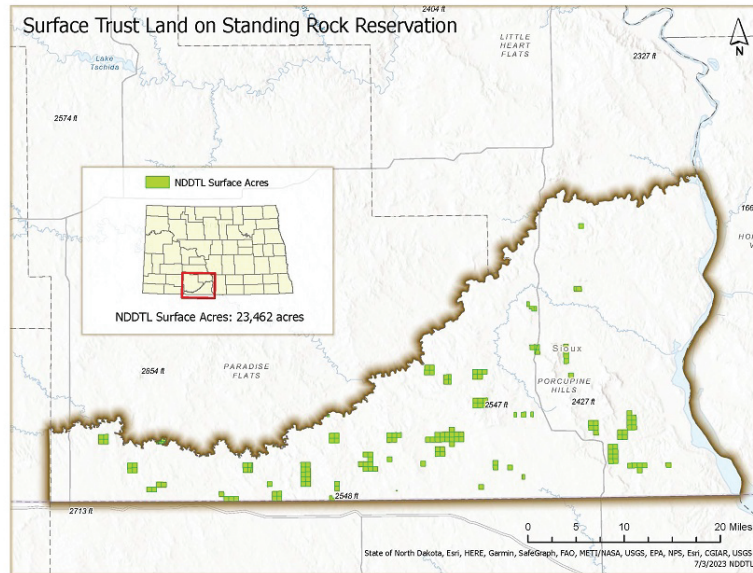 Surface Trust Land on Standing Rock Reservation
2404 ft
LITTLE
HEART
FLATS
N
2327 ft
Lake
Tschida
2574 ft
NDDTL Surface Acres
NDDTL Surface Acres: 23,462 acres
166
HO
V
2854 ft
PARADISE
FLATS
Sioux
PORCUPINE
HILLS
2427 ft
2547 ft
2548 ft
2713 ft
0 5 10 20 Miles
State of North Dakota, Esri, HERE, Garmin, SafeGraph, FAO, METI/NASA, USGS, EPA, NPS, Esri, CGIAR, USGS
7/3/2023 NDDTL